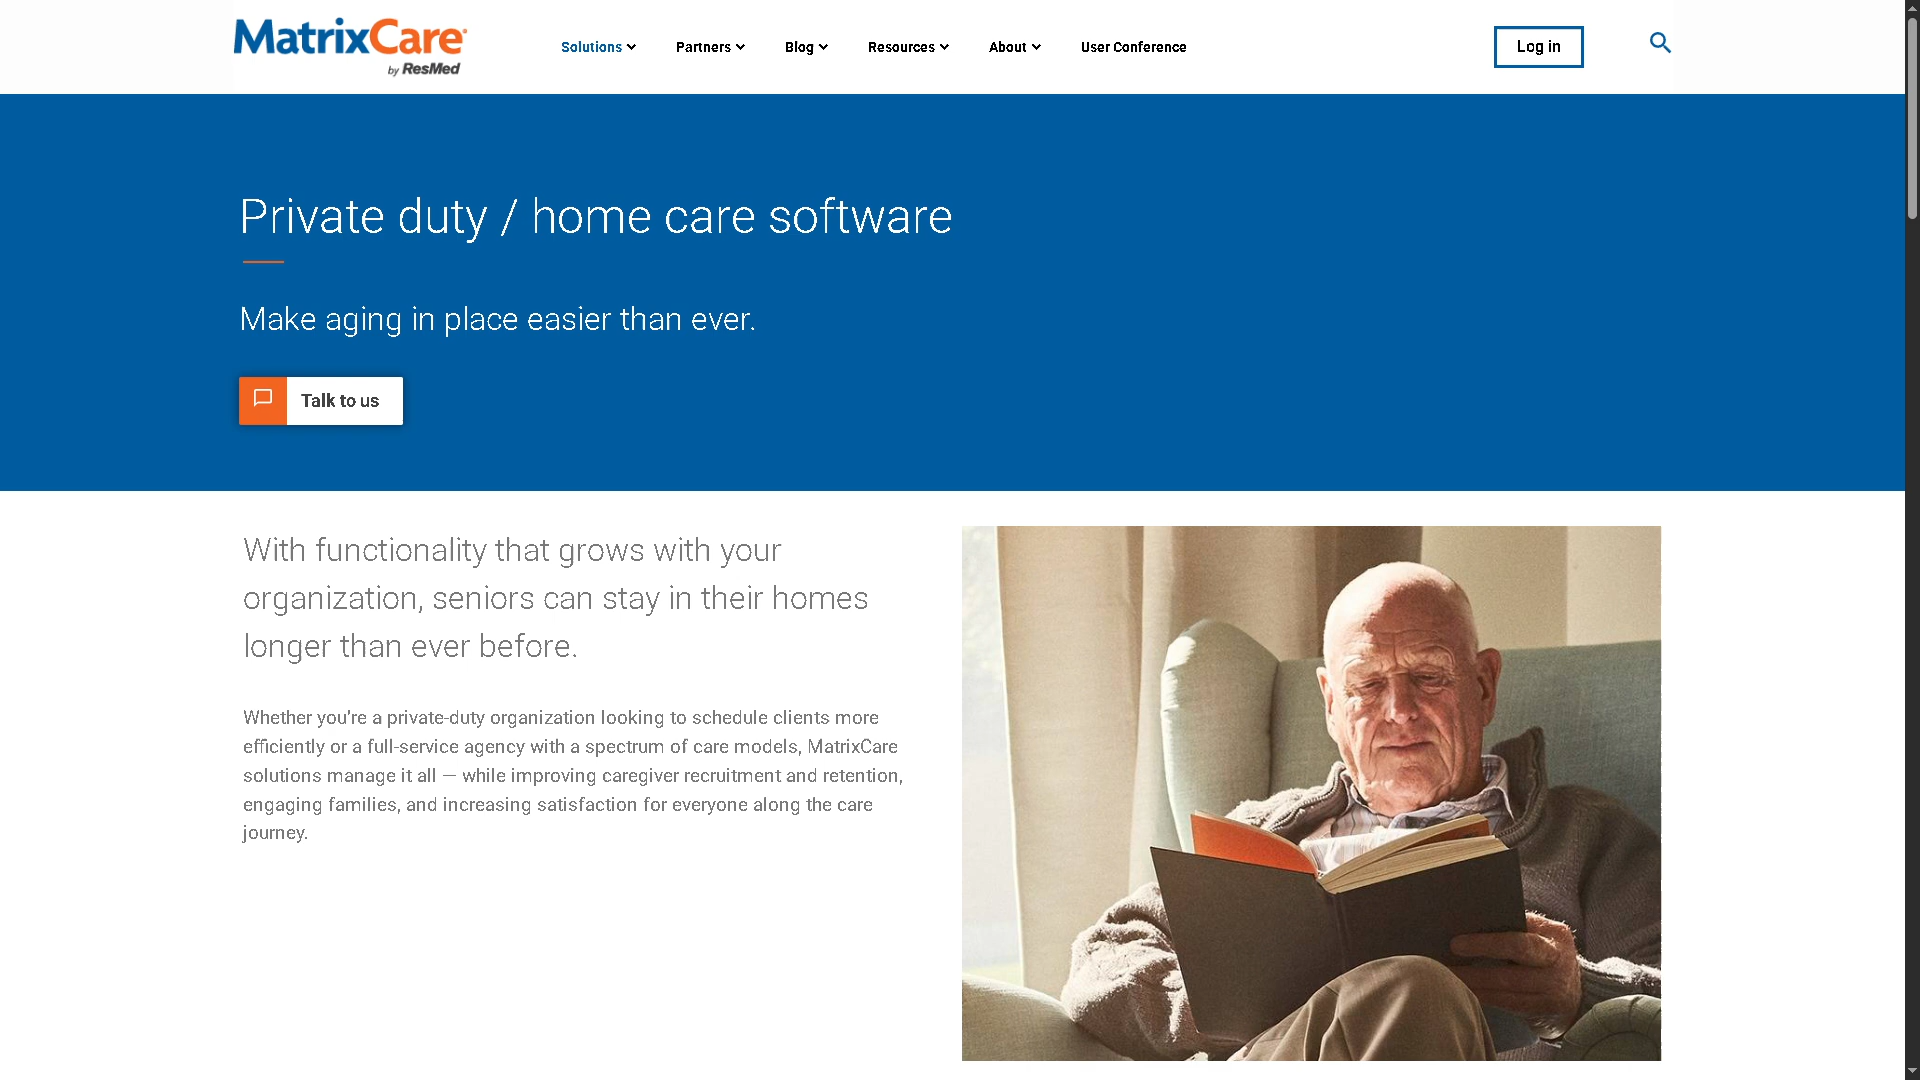 MatrixCare
by ResMed
Solutions
Partners
Blog
Resources
About
User Conference
Log in
Private duty / home care software
Make aging in place easier than ever.
Talk to us
With functionality that grows with your
organization, seniors can stay in their homes
longer than ever before.
Whether you're a private-duty organization looking to schedule clients more
efficiently or a full-service agency with a spectrum of care models, MatrixCare
solutions manage it all — while improving caregiver recruitment and retention,
engaging families, and increasing satisfaction for everyone along the care
journey.